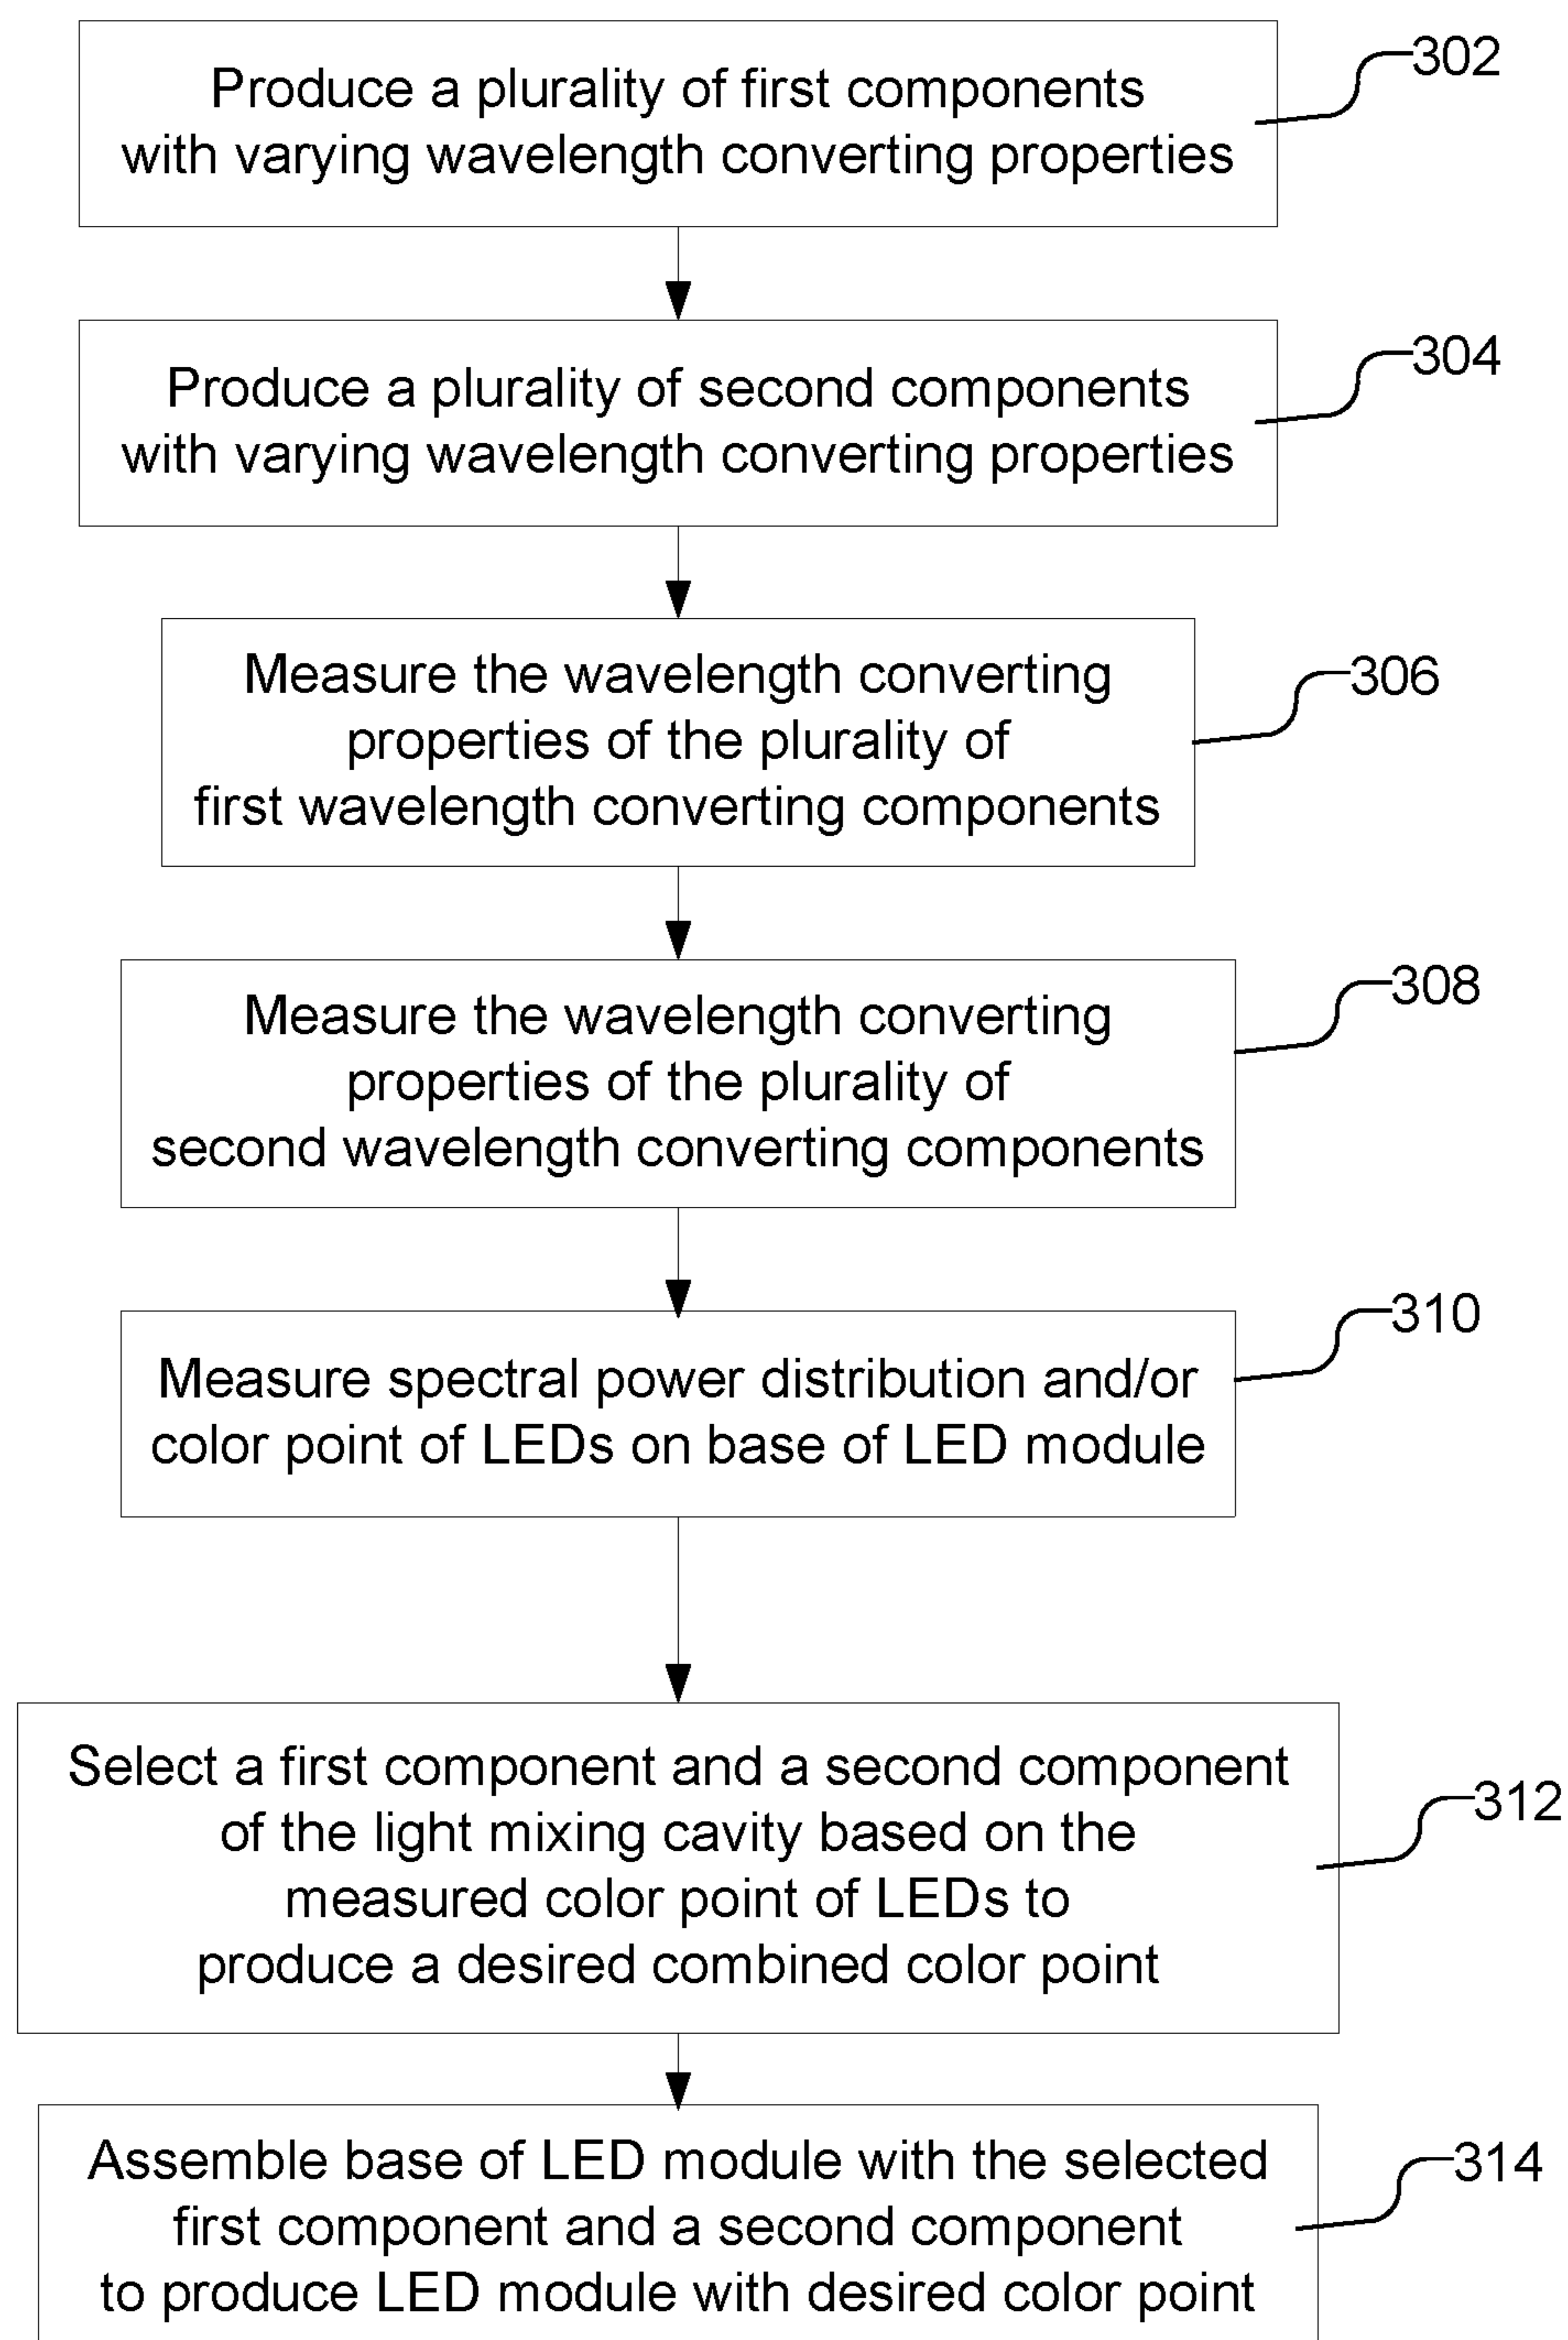 Produce a plurality of first components
with varying wavelength converting properties
302
Produce a plurality of second components
with varying wavelength converting properties
304
Measure the wavelength converting
properties of the plurality of
first wavelength converting components
306
Measure the wavelength converting
properties of the plurality of
second wavelength converting components
308
Measure spectral power distribution and/or
color point of LEDs on base of LED module
310
Select a first component and a second component
of the light mixing cavity based on the
measured color point of LEDs to
produce a desired combined color point
312
Assemble base of LED module with the selected
first component and a second component
to produce LED module with desired color point
314